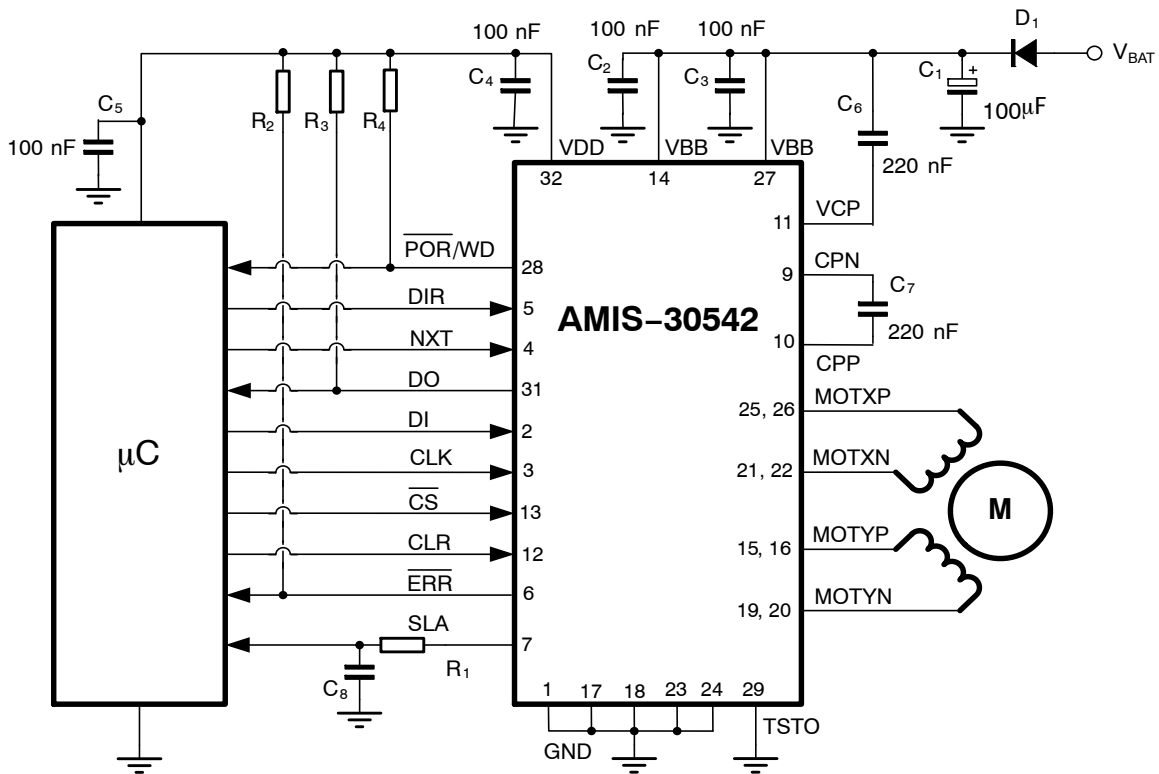 D₁
100 nF
100 nF
100 nF
V_BAT
C₄
C₂
C₃
C₁
+
100µF
C₅
100 nF
R₂
R₃
R₄
C₆
220 nF
VDD
VBB
VBB
32
14
27
11
VCP
POR/WD
28
9
CPN
C₇
220 nF
DIR
5
AMIS–30542
NXT
4
10
CPP
DO
31
25, 26
MOTXP
DI
2
µC
CLK
3
21, 22
MOTXN
CS
13
M
CLR
12
15, 16
MOTYP
ERR
6
19, 20
MOTYN
SLA
7
R₁
C₈
1
17
18
23
24
29
GND
TSTO